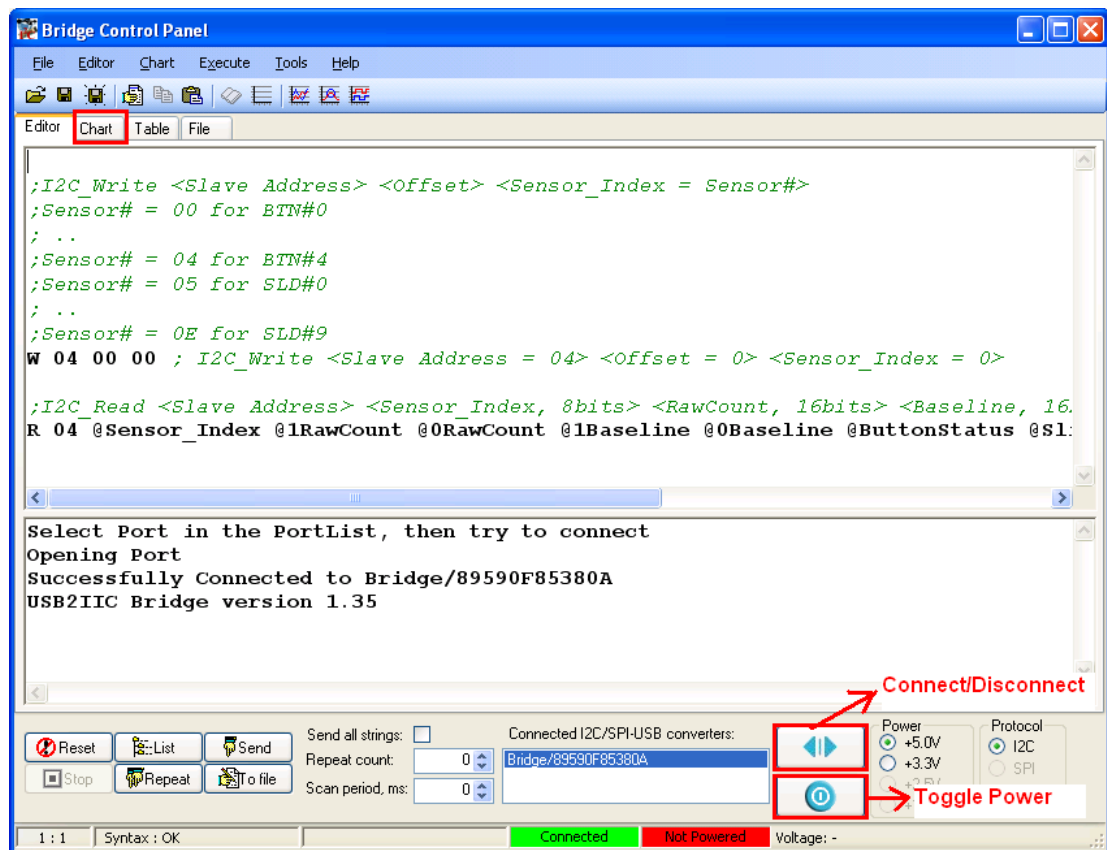 Bridge Control Panel
File Editor Chart Execute Tools Help
Editor Chart Table File
;I2C_Write <Slave Address> <Offset> <Sensor_Index = Sensor#>
;Sensor# = 00 for BTN#0
; ..
;Sensor# = 04 for BTN#4
;Sensor# = 05 for SLD#0
; ..
;Sensor# = 0E for SLD#9
W 04 00 00 ; I2C_Write <Slave Address = 04> <Offset = 0> <Sensor_Index = 0>
;I2C_Read <Slave Address> <Sensor_Index, 8bits> <RawCount, 16bits> <Baseline, 16
R 04 @Sensor_Index @1RawCount @0RawCount @1Baseline @0Baseline @ButtonStatus
Select Port in the PortList, then try to connect
Opening Port
Successfully Connected to Bridge/89590F85380A
USB2IIC Bridge version 1.35
Connect/Disconnect
Reset List Send
Stop Repeat To file
Send all strings:
Repeat count: 0
Scan period, ms: 0
Connected I2C/SPI-USB converters:
Bridge/89590F85380A
Power
+5.0V
+3.3V
Protocol
I2C
SPI
Toggle Power
1 : 1 Syntax : OK Connected Not Powered Voltage: -